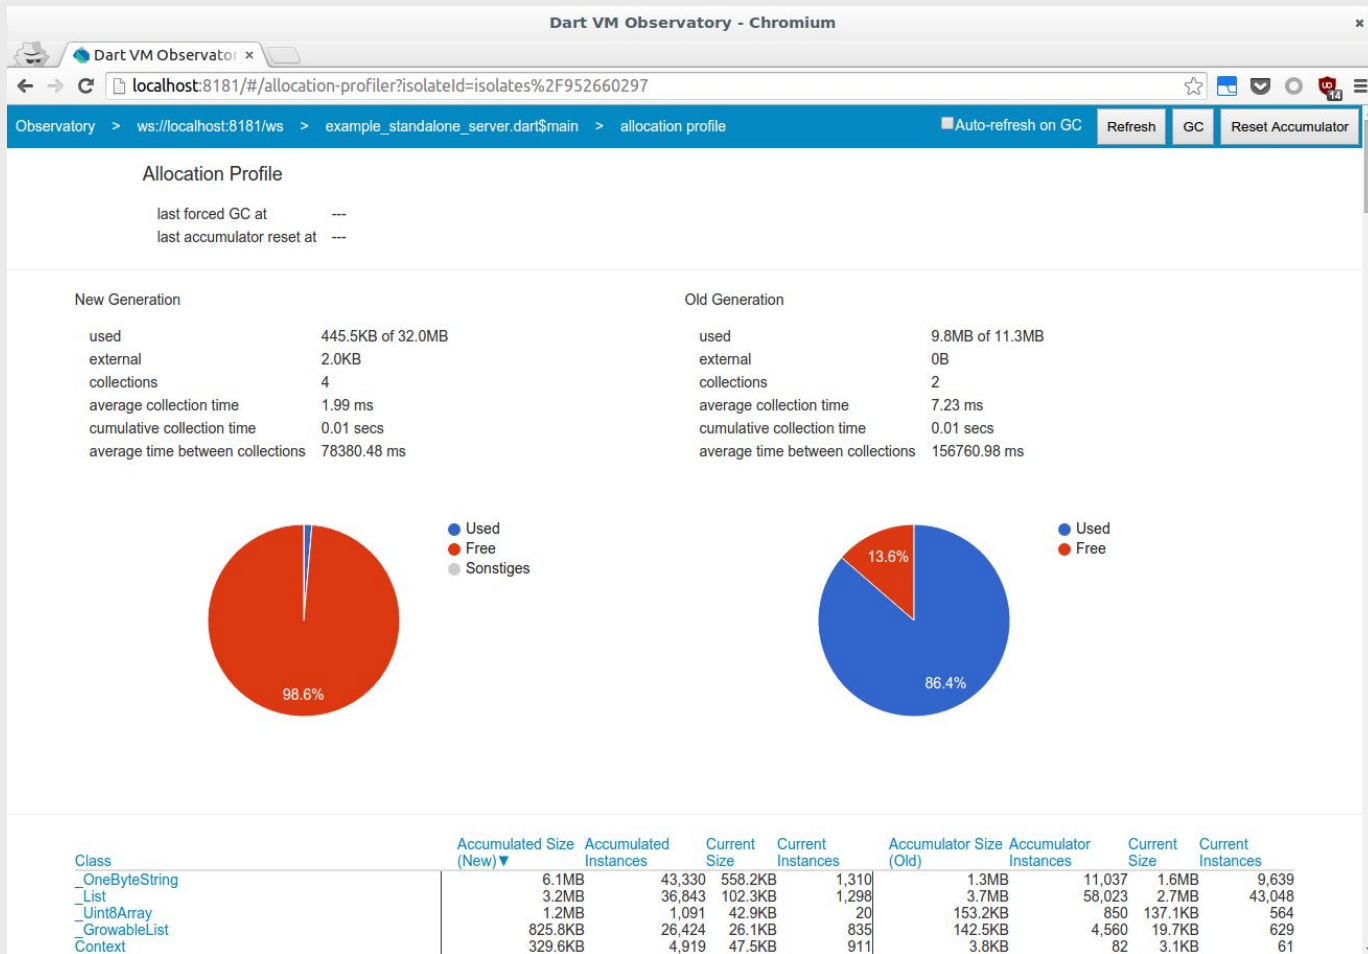 Dart VM Observatory - Chromium
Dart VM Observator
localhost:8181/#/allocation-profiler?isolateId=isolates%2F952660297
14
Observatory > ws://localhost:8181/ws > example_standalone_server.dart$main > allocation profile Auto-refresh on GC Refresh GC Reset Accumulator
Allocation Profile
last forced GC at ---
last accumulator reset at ---
New Generation
used 445.5KB of 32.0MB
external 2.0KB
collections 4
average collection time 1.99 ms
cumulative collection time 0.01 secs
average time between collections 78380.48 ms
Used
Free
Sonstiges
98.6%
Old Generation
used 9.8MB of 11.3MB
external 0B
collections 2
average collection time 7.23 ms
cumulative collection time 0.01 secs
average time between collections 156760.98 ms
Used
Free
13.6%
86.4%
Class Accumulated Size (New)▼ Accumulated Instances Current Size Current Instances Accumulator Size (Old) Accumulator Instances Current Size Current Instances
_OneByteString 6.1MB 43,330 558.2KB 1,310 1.3MB 11,037 1.6MB 9,639
_List 3.2MB 36,843 102.3KB 1,298 3.7MB 58,023 2.7MB 43,048
_Uint8Array 1.2MB 1,091 42.9KB 20 153.2KB 850 137.1KB 564
_GrowableList 825.8KB 26,424 26.1KB 835 142.5KB 4,560 19.7KB 629
Context 329.6KB 4,919 47.5KB 911 3.8KB 82 3.1KB 61